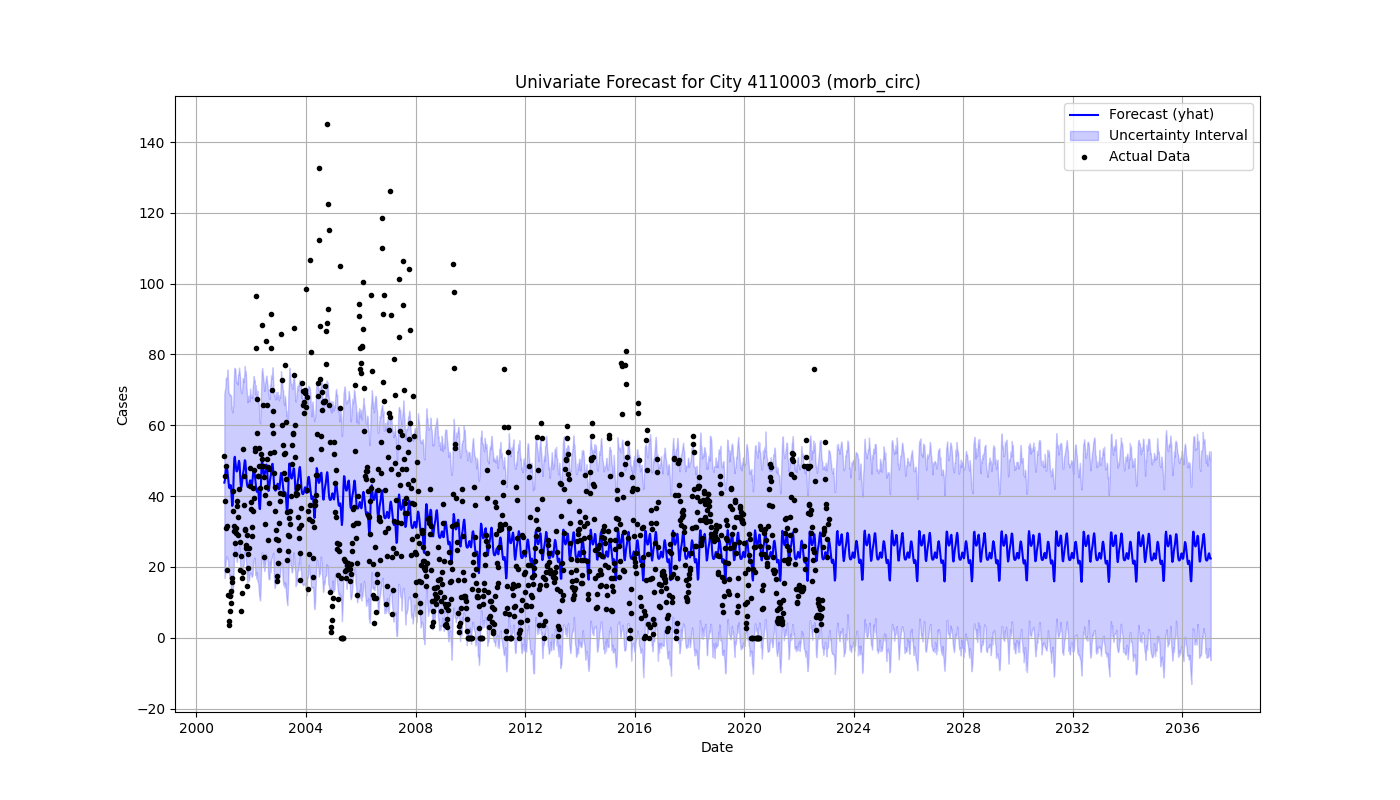 Univariate Forecast for City 4110003 (morb_circ)
Forecast (yhat)
Uncertainty Interval
Actual Data
Cases
140
120
100
80
60
40
20
0
−20
2000 2004 2008 2012 2016 2020 2024 2028 2032 2036
Date